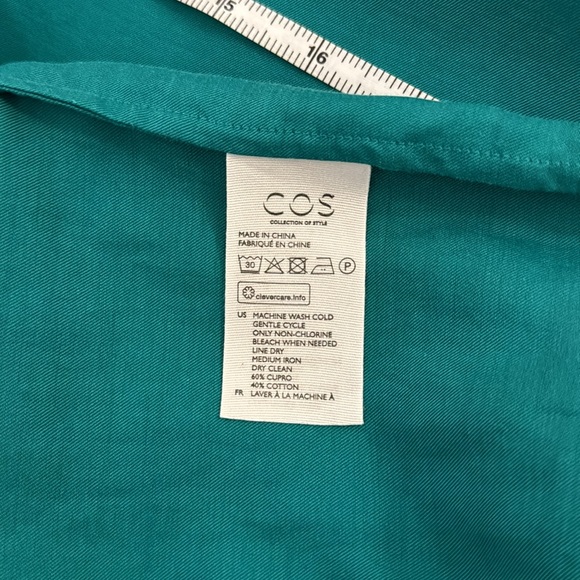 15
16
COS
COLLECTION OF STYLE
MADE IN CHINA
FABRIQUÉ EN CHINE
30 P
clevercare.info
US MACHINE WASH COLD
GENTLE CYCLE
ONLY NON-CHLORINE
BLEACH WHEN NEEDED
LINE DRY
MEDIUM IRON
DRY CLEAN
60% CUPRO
40% COTTON
FR LAVER À LA MACHINE À